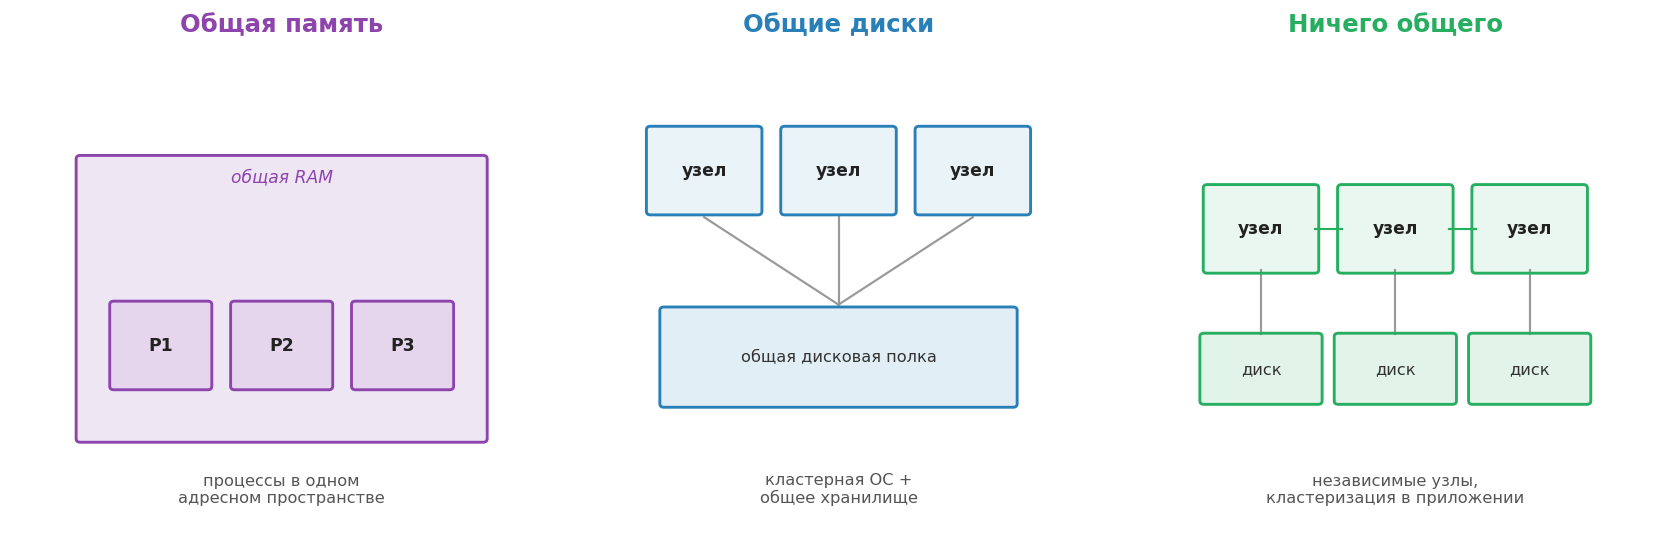 Общая память
общая RAM
P1
P2
P3
процессы в одном
адресном пространстве
Общие диски
узел
узел
узел
общая дисковая полка
кластерная ОС +
общее хранилище
Ничего общего
узел
узел
узел
диск
диск
диск
независимые узлы,
кластеризация в приложении